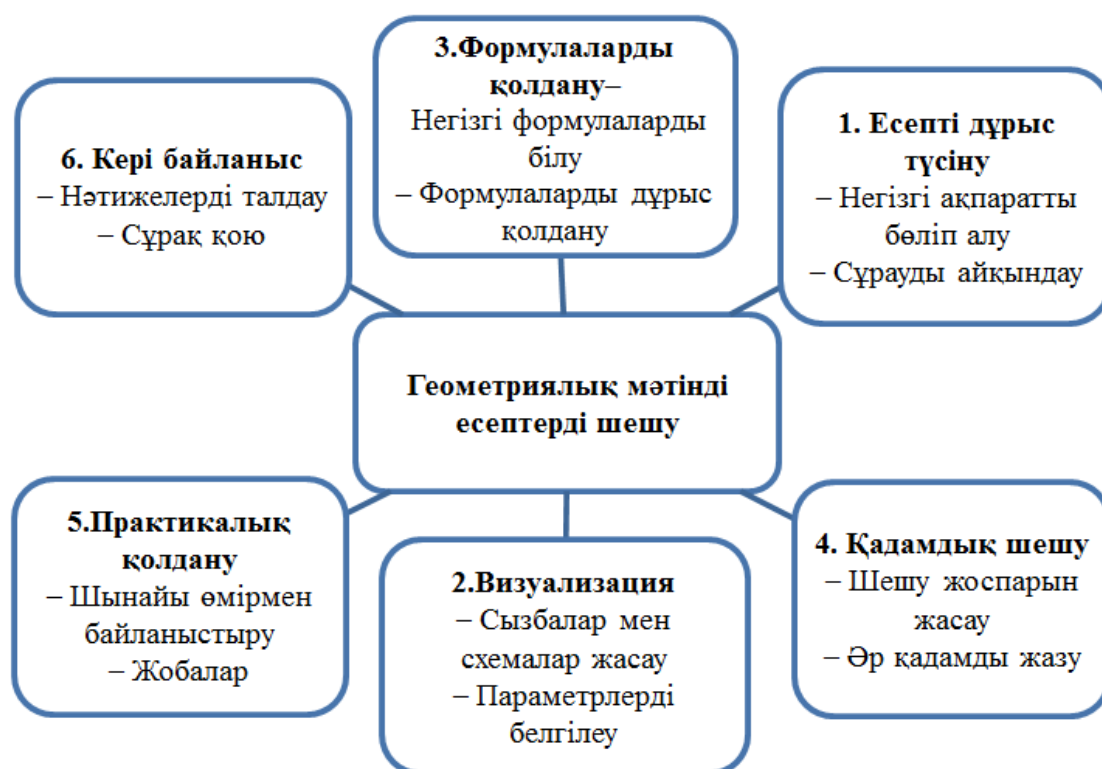 3.Формулаларды
қолдану–
Негізгі формулаларды
білу
– Формулаларды дұрыс
қолдану
6. Кері байланыс
– Нәтижелерді талдау
– Сұрақ қою
1. Есепті дұрыс
түсіну
– Негізгі ақпаратты
бөліп алу
– Сұрауды айқындау
Геометриялық мәтінді
есептерді шешу
5.Практикалық
қолдану
– Шынайы өмірмен
байланыстыру
– Жобалар
2.Визуализация
– Сызбалар мен
схемалар жасау
– Параметрлерді
белгілеу
4. Қадамдық шешу
– Шешу жоспарын
жасау
– Әр қадамды жазу